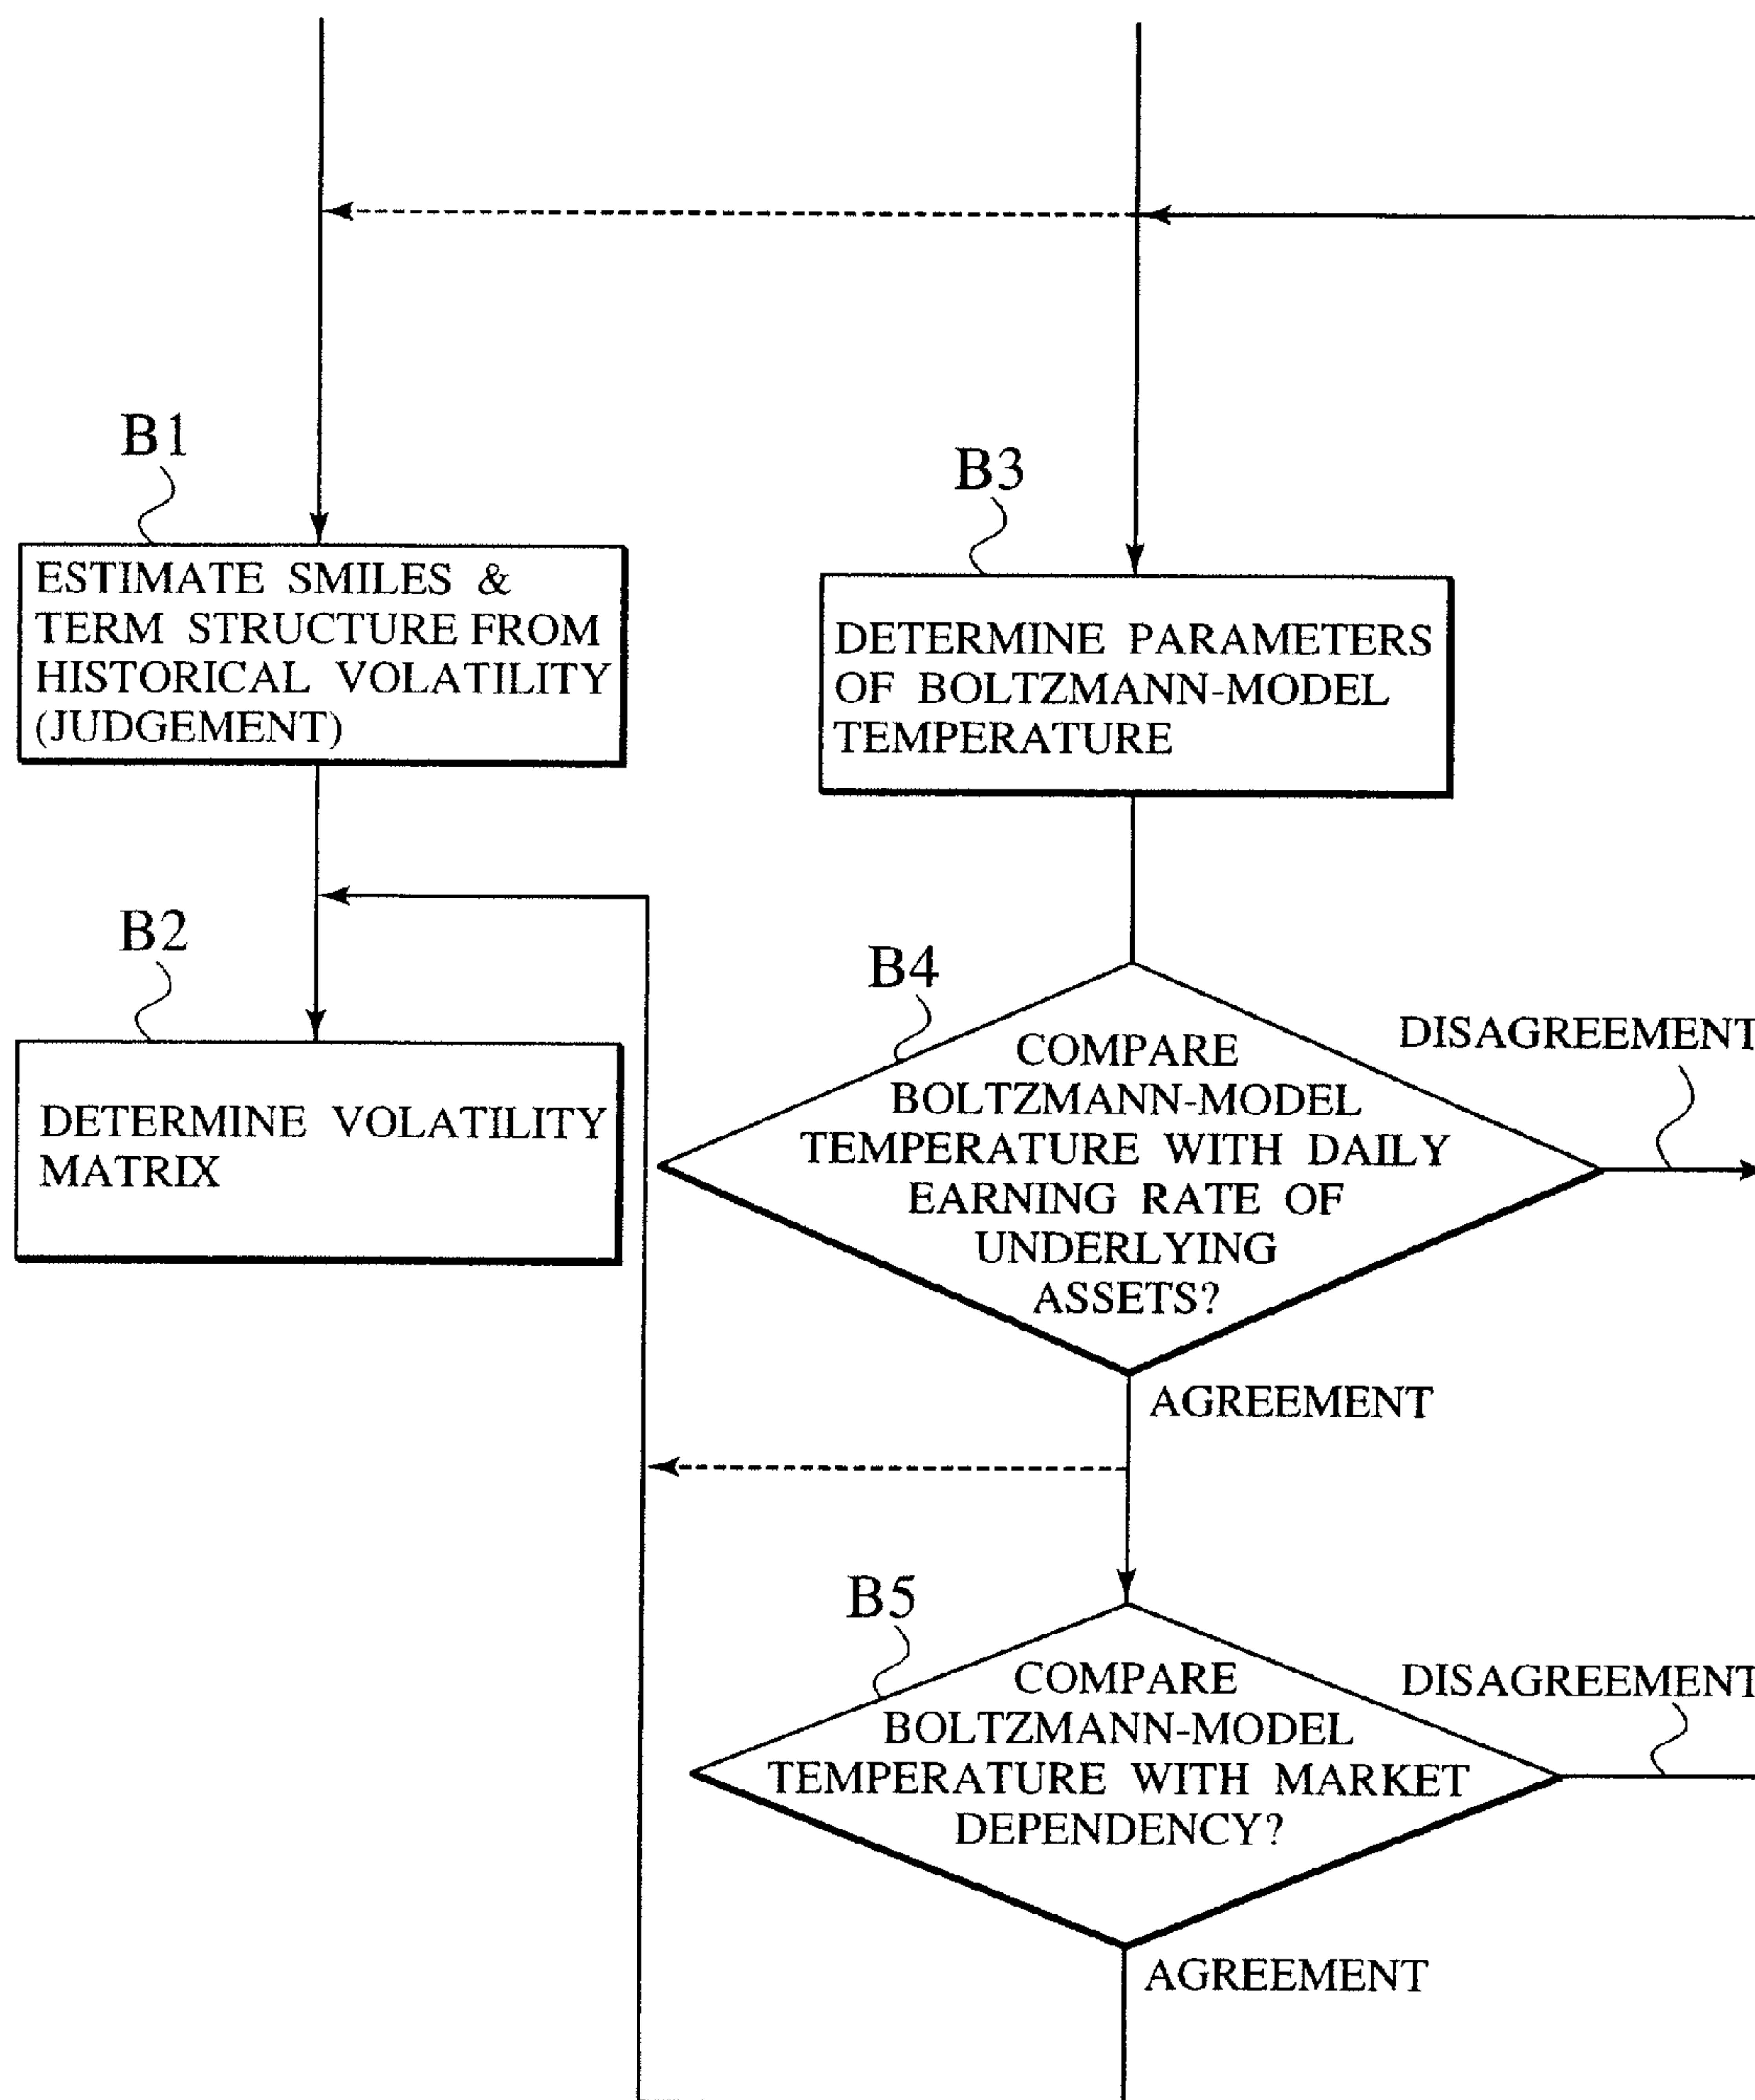 B1
ESTIMATE SMILES &
TERM STRUCTURE FROM
HISTORICAL VOLATILITY
(JUDGEMENT)
B2
DETERMINE VOLATILITY
MATRIX
B3
DETERMINE PARAMETERS
OF BOLTZMANN-MODEL
TEMPERATURE
B4
COMPARE
BOLTZMANN-MODEL
TEMPERATURE WITH DAILY
EARNING RATE OF
UNDERLYING
ASSETS?
DISAGREEMENT
AGREEMENT
B5
COMPARE
BOLTZMANN-MODEL
TEMPERATURE WITH MARKET
DEPENDENCY?
DISAGREEMENT
AGREEMENT